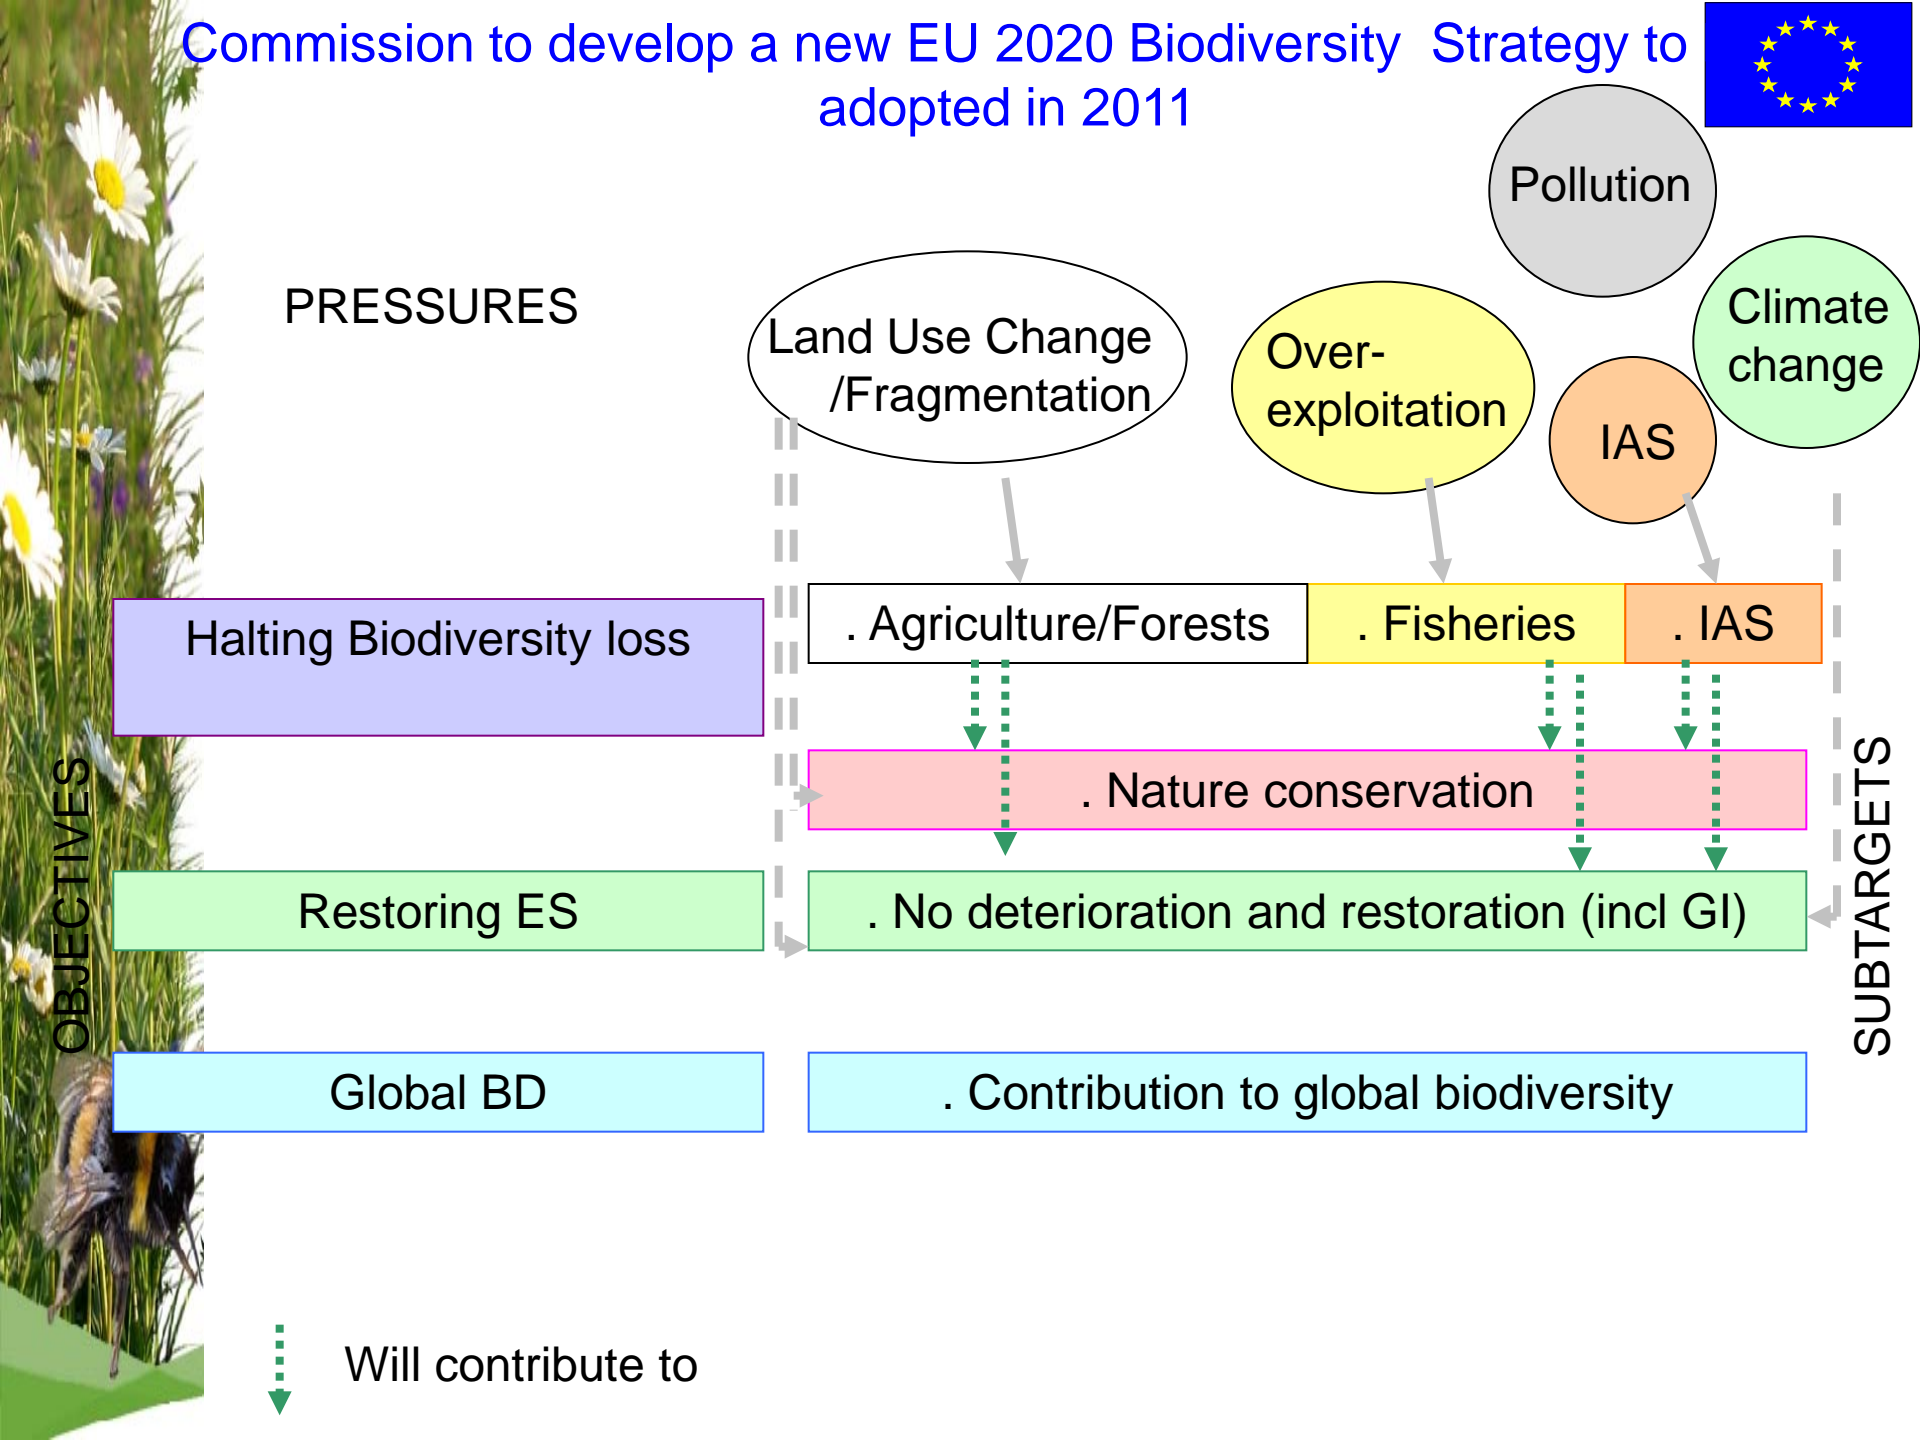 Commission to develop a new EU 2020 Biodiversity  Strategy to
adopted in 2011
Pollution
PRESSURES
Land Use Change
/Fragmentation
Over-
exploitation
IAS
Climate
change
Halting Biodiversity loss
. Agriculture/Forests
. Fisheries
. IAS
. Nature conservation
OBJECTIVES
SUBTARGETS
Restoring ES
. No deterioration and restoration (incl GI)
Global BD
. Contribution to global biodiversity
Will contribute to